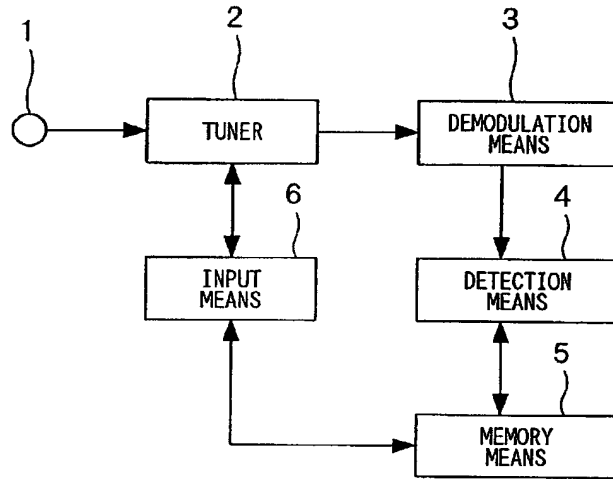 1
2
3
TUNER
DEMODULATION
MEANS
6
4
INPUT
MEANS
DETECTION
MEANS
5
MEMORY
MEANS